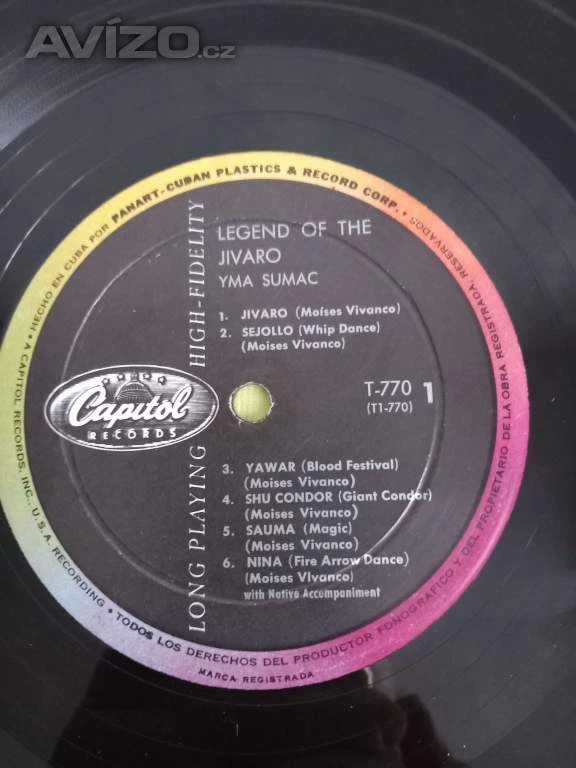 AVÍZO.cz
• HECHO EN CUBA POR PANART-CUBAN PLASTICS & RECORD CORP. •
• A CAPITOL RECORDS, INC., U.S.A. RECORDING •
TODOS LOS DERECHOS DEL PRODUCTOR FONOGRAFICO Y DEL PROPIETARIO DE LA OBRA REGISTRADA, RESERVADOS
MARCA REGISTRADA
LONG PLAYING HIGH-FIDELITY
Capitol
RECORDS
LEGEND OF THE
JIVARO
YMA SUMAC
1. JIVARO (Moises Vivanco)
2. SEJOLLO (Whip Dance)
(Moises Vivanco)
T-770 1
(T1-770)
3. YAWAR (Blood Festival)
(Moises Vivanco)
4. SHU CONDOR (Giant Condor)
(Moises Vivanco)
5. SAUMA (Magic)
(Moises Vivanco)
6. NINA (Fire Arrow Dance)
(Moises Vivanco)
with Native Accompaniment